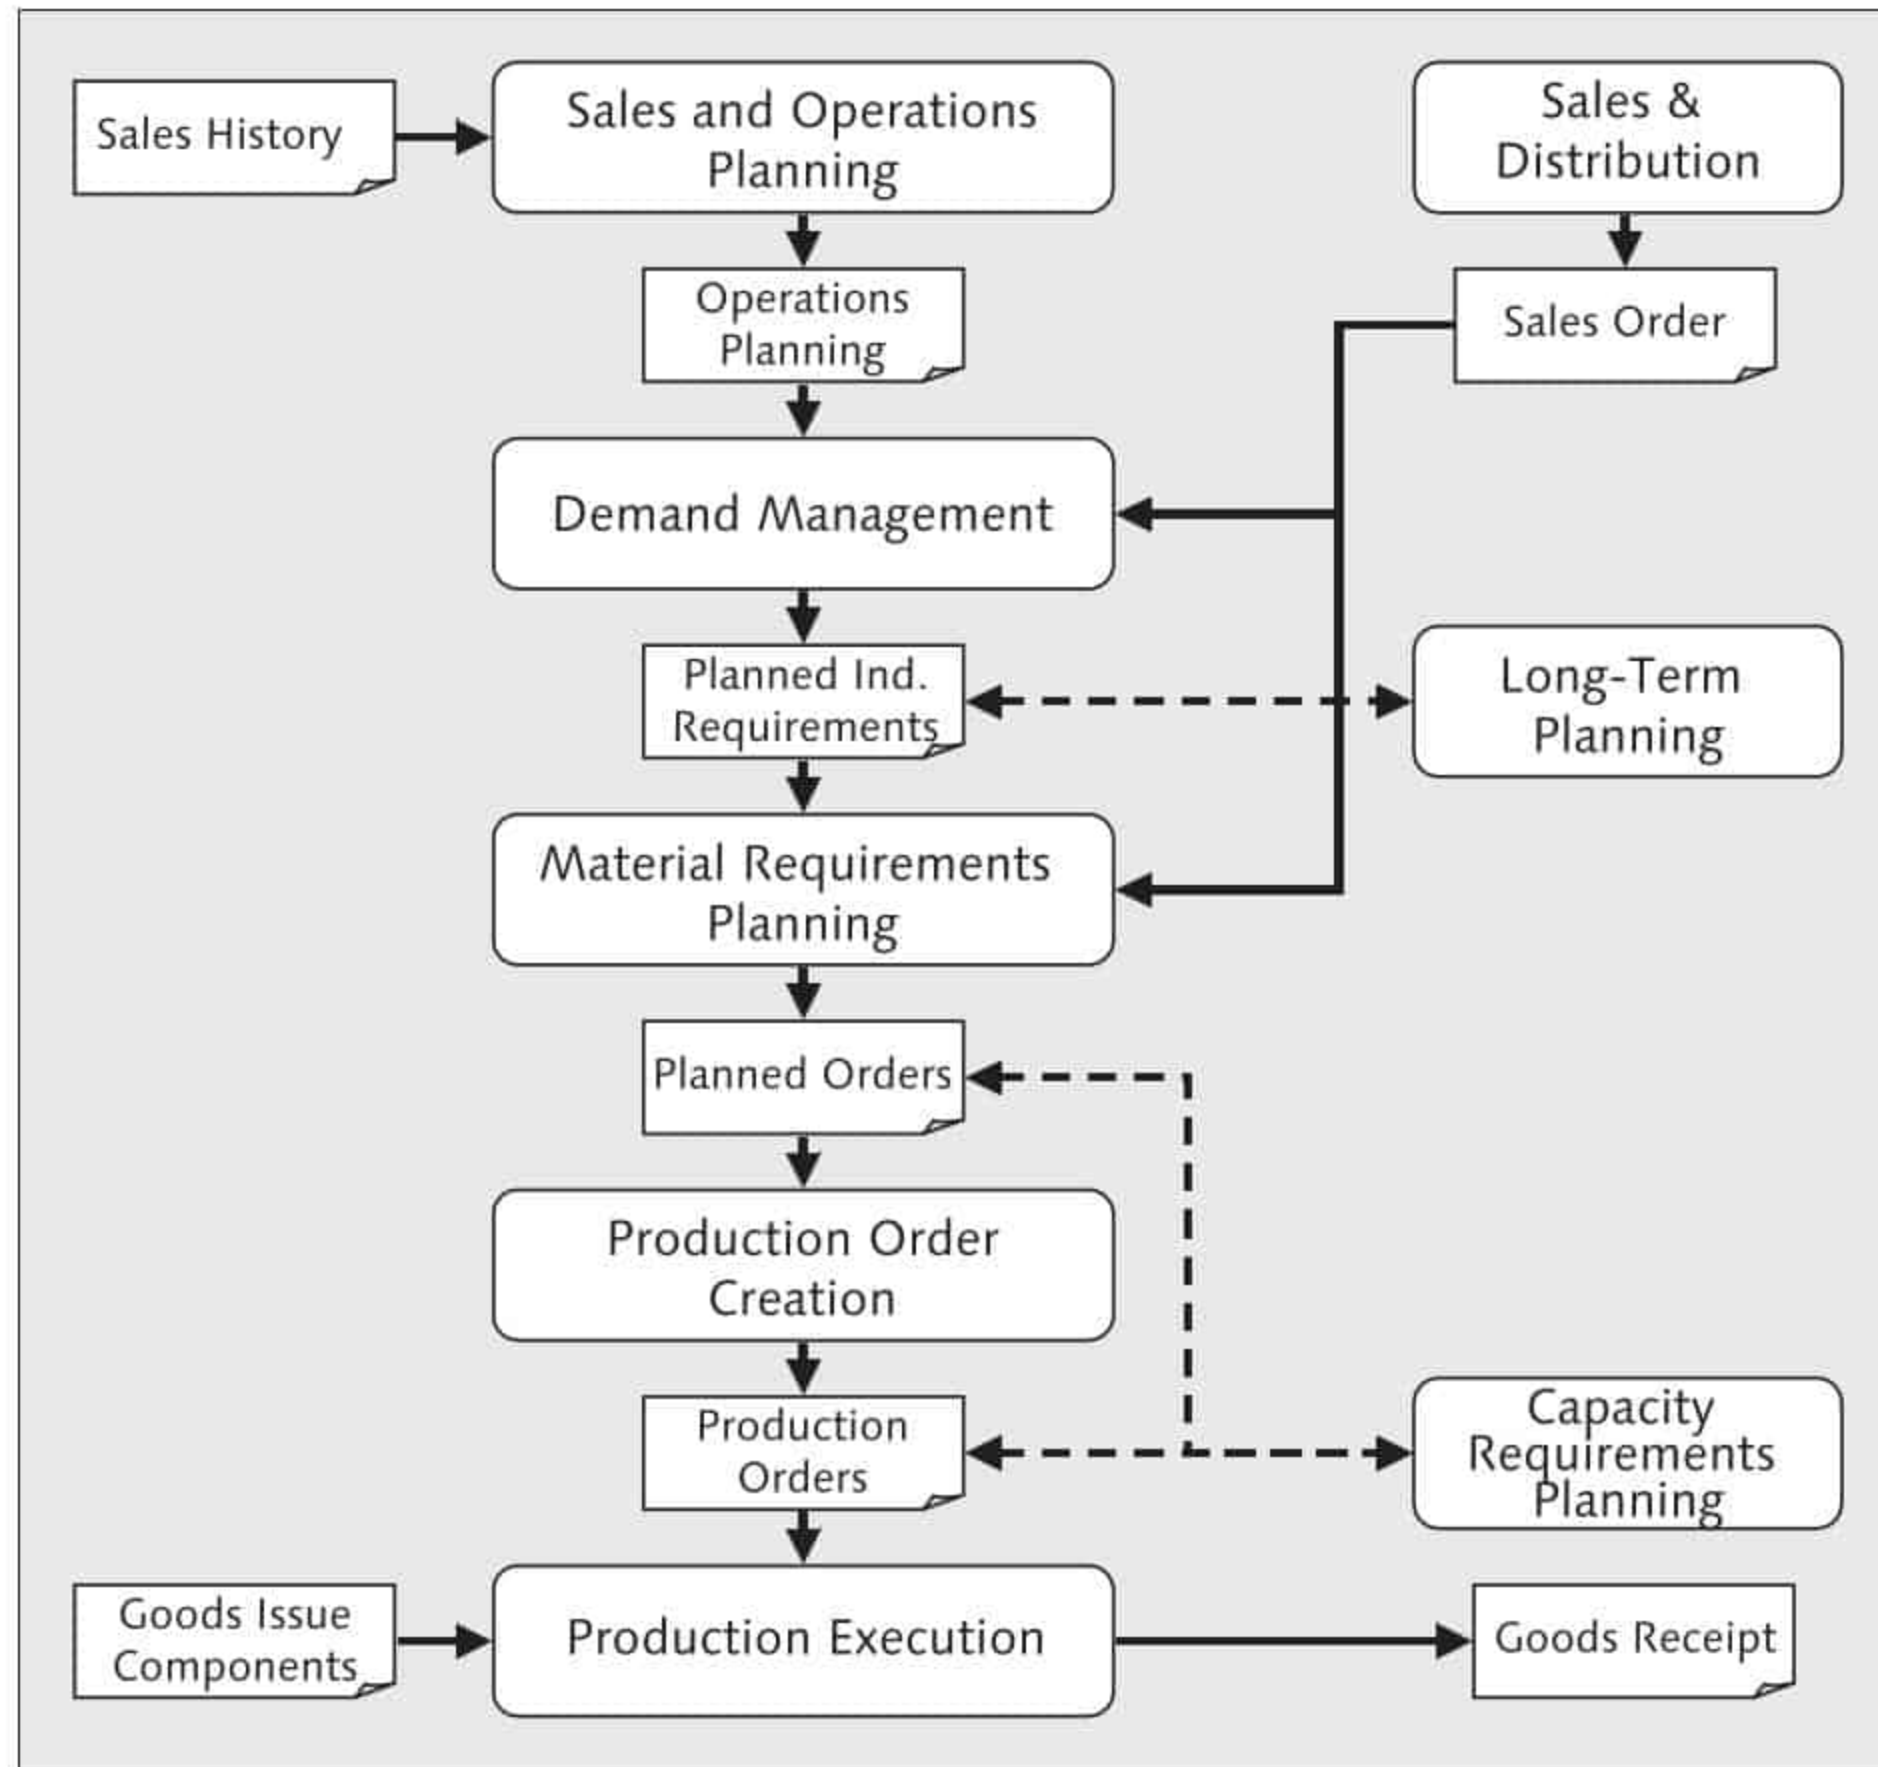 Sales History
Sales and Operations
Planning
Sales &
Distribution
Operations
Planning
Sales Order
Demand Management
Planned Ind.
Requirements
Long-Term
Planning
Material Requirements
Planning
Planned Orders
Production Order
Creation
Production
Orders
Capacity
Requirements
Planning
Goods Issue
Components
Production Execution
Goods Receipt